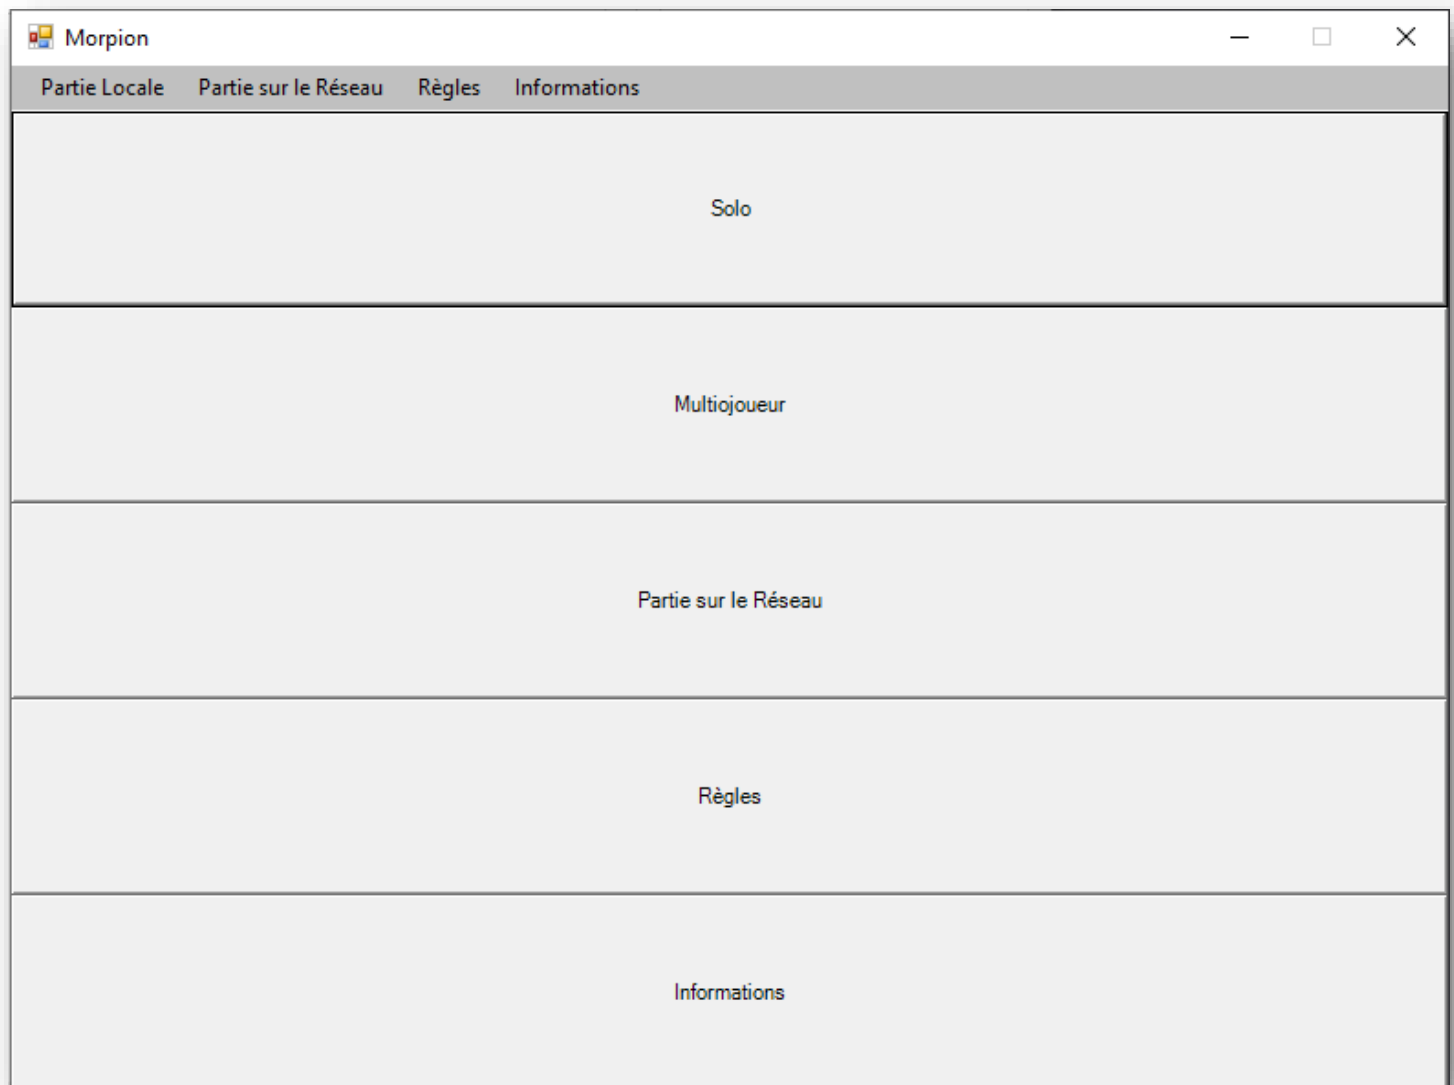 Morpion
Partie Locale Partie sur le Réseau Règles Informations
Solo
Multiojoueur
Partie sur le Réseau
Règles
Informations